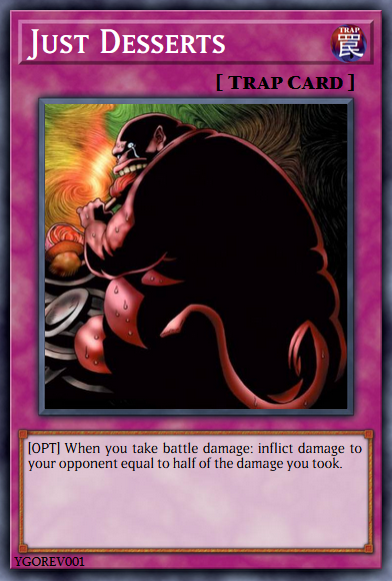 Just Desserts
TRAP
罠
[ Trap Card ]
[OPT] When you take battle damage: inflict damage to
your opponent equal to half of the damage you took.
YGOREV001